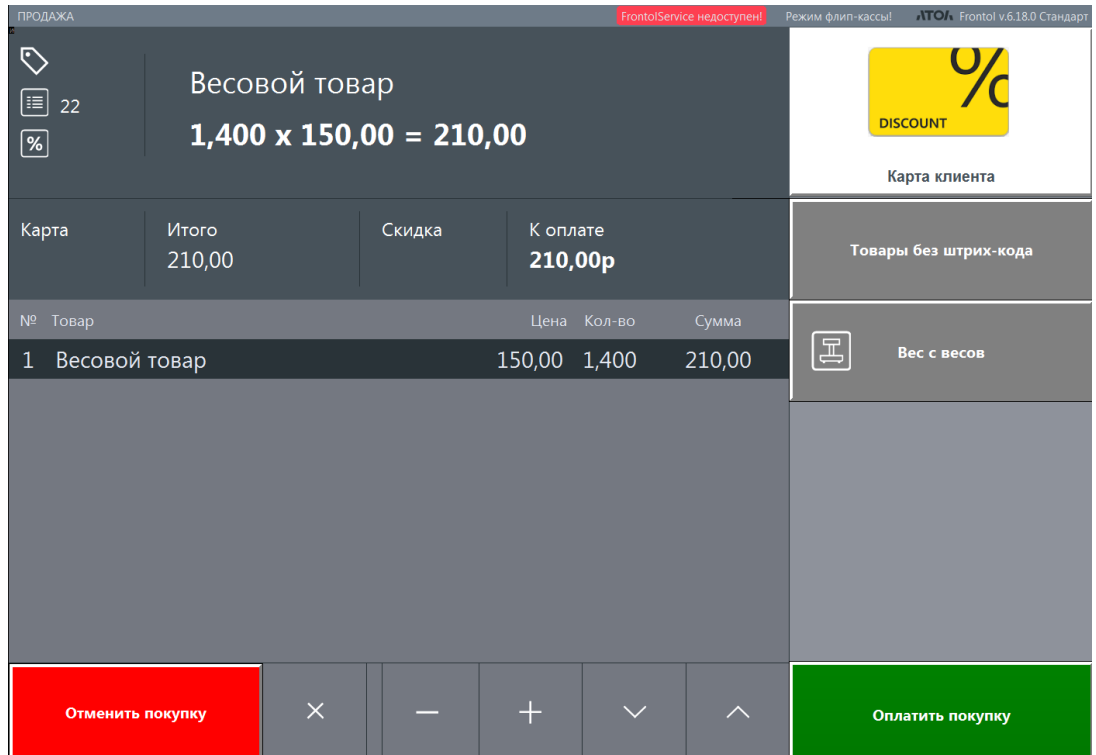 ПРОДАЖА
FrontolService недоступен!
Режим флип-кассы!
АТОЛ Frontol v.6.18.0 Стандарт
22
%
Весовой товар
1,400 x 150,00 = 210,00
%
DISCOUNT
Карта клиента
Карта Итого Скидка К оплате
210,00 210,00р
Товары без штрих-кода
№ Товар Цена Кол-во Сумма
1 Весовой товар 150,00 1,400 210,00
Вес с весов
Отменить покупку
Оплатить покупку